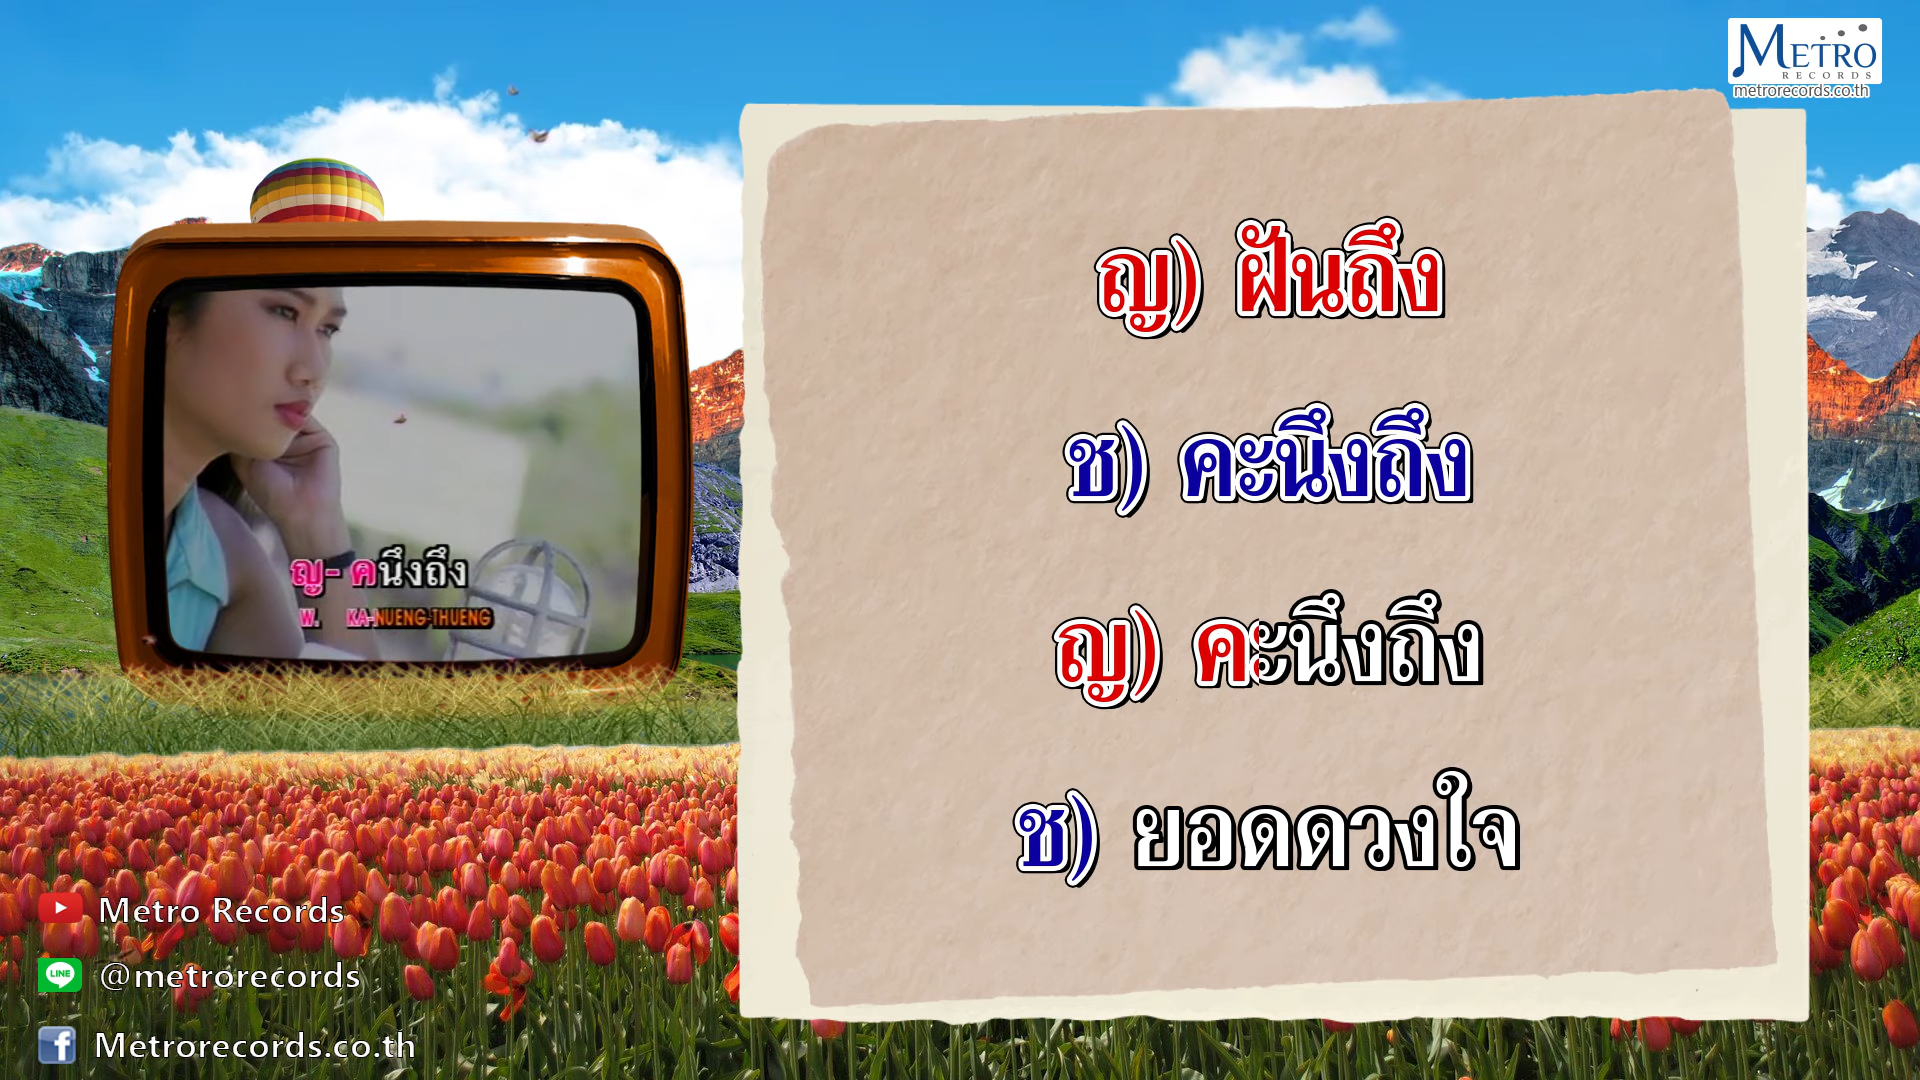 METRO
RECORDS
metrorecords.co.th
ญ) ฝันถึง
ช) คะนึงถึง
ญ) คะนึงถึง
ช) ยอดดวงใจ
ญ- คนึงถึง
W. KA-NUENG-THUENG
Metro Records
LINE @metrorecords
f Metrorecords.co.th